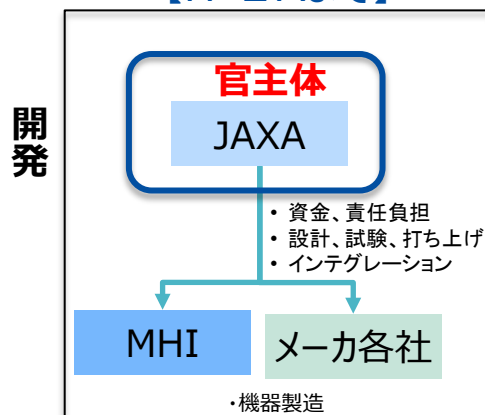 官主体
JAXA
開発
• 資金、責任負担
• 設計、試験、打ち上げ
• インテグレーション
MHI
メーカ各社
・機器製造